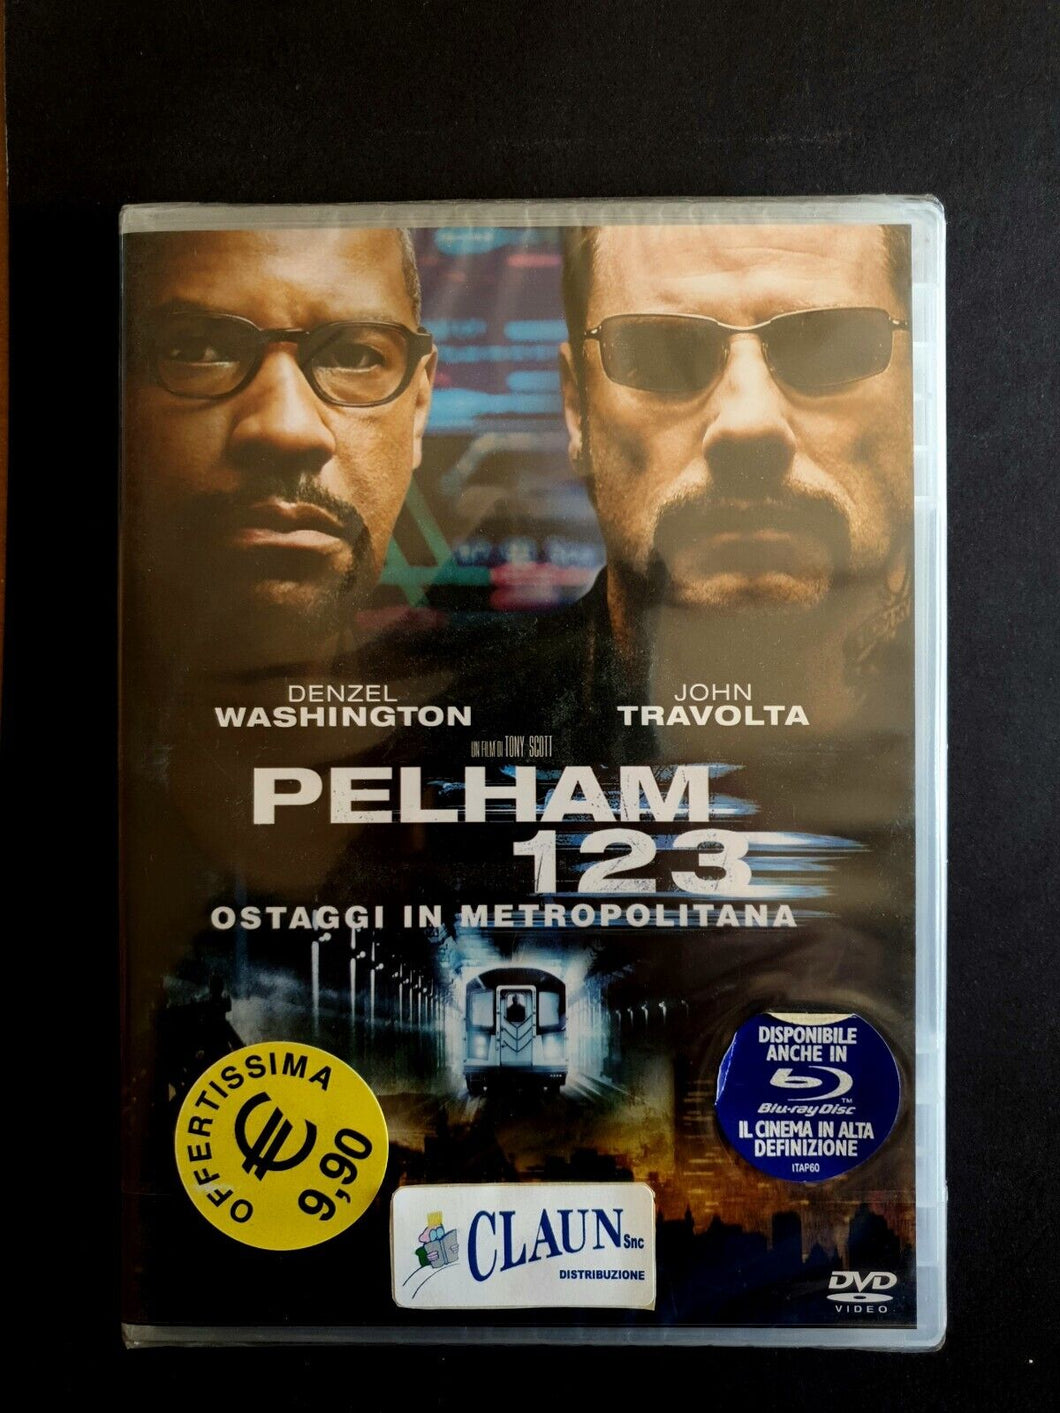 DENZEL
WASHINGTON
JOHN
TRAVOLTA
UN FILM DI TONY SCOTT
PELHAM
123
OSTAGGI IN METROPOLITANA
OFFERTISSIMA
€
9,90
DISPONIBILE
ANCHE IN
Blu-ray Disc™
IL CINEMA IN ALTA
DEFINIZIONE
ITAP60
CLAUN Snc
DISTRIBUZIONE
DVD
VIDEO